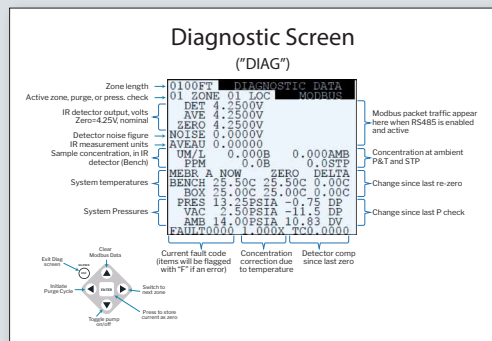 Diagnostic Screen
("DIAG")
Zone length
Active zone, purge, or press. check
IR detector output, volts
Zero=4.25V, nominal
Detector noise figure
IR measurement units
Sample concentration, in IR
detector (Bench)
System temperatures
System Pressures
0100FT DIAGNOSTIC DATA
01 ZONE 01 LOC MODBUS
DET 4.2500V
AVE 4.2500V
ZERO 4.2500V
NOISE 0.0000V
AVEAU 0.00000
UM/L 0.000B 0.000AMB
PPM 0.0B 0.0STP
MEBR A NOW ZERO DELTA
BENCH 25.50C 25.50C 0.00C
BOX 25.00C 25.00C 0.00C
PRES 13.25PSIA -0.75 DP
VAC 2.50PSIA -11.5 DP
AMB 14.00PSIA 10.83 DV
FAULT0000 1.000X TC0.0000
Modbus packet traffic appear
here when RS485 is enabled
and active
Concentration at ambient
P&T and STP
Change since last re-zero
Change since last P check
Current fault code
(items will be flagged
with "F" if an error)
Concentration
correction due
to temperature
Detector comp
since last zero
Clear
Modbus Data
Exit Diag
screen
Initiate
Purge Cycle
ENTER
Switch to
next zone
Press to store
current as zero
Toggle pump
on/off